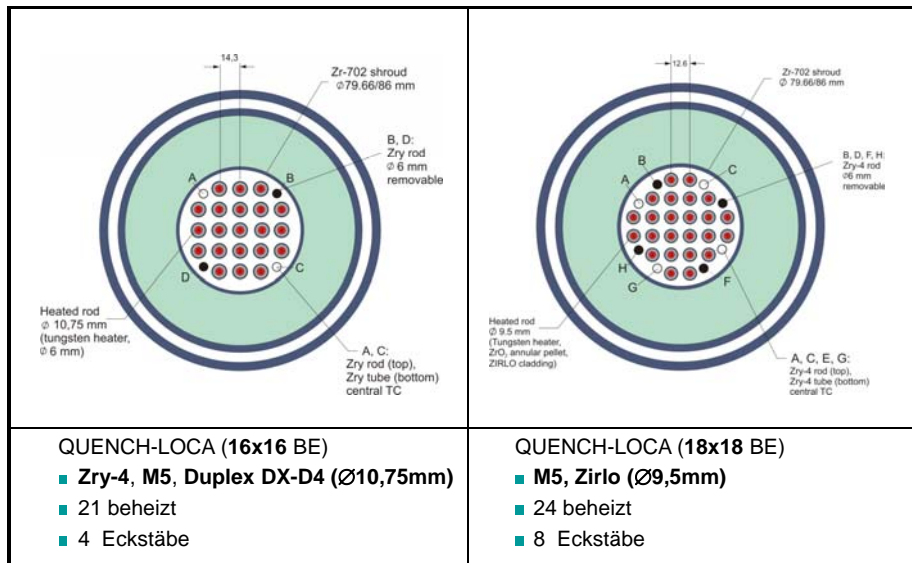 14.3
Zr-702 shroud
∅79.66/86 mm
B, D:
Zry rod
∅ 6 mm
removable
A
B
D
C
Heated rod
∅ 10,75 mm
(tungsten heater,
∅ 6 mm)
A, C:
Zry rod (top),
Zry tube (bottom)
central TC
12.6
Zr-702 shroud
∅ 79.66/86 mm
B, D, F, H:
Zry-4 rod
∅6 mm
removable
B
C
A
H
G
F
Heated rod
∅ 9.5 mm
(Tungsten heater,
ZrO₂ annular pellet,
ZIRLO cladding)
A, C, E, G:
Zry-4 rod (top),
Zry-4 tube (bottom)
central TC
QUENCH-LOCA (16x16 BE)
▪ Zry-4, M5, Duplex DX-D4 (∅10,75mm)
▪ 21 beheizt
▪ 4 Eckstäbe
QUENCH-LOCA (18x18 BE)
▪ M5, Zirlo (∅9,5mm)
▪ 24 beheizt
▪ 8 Eckstäbe